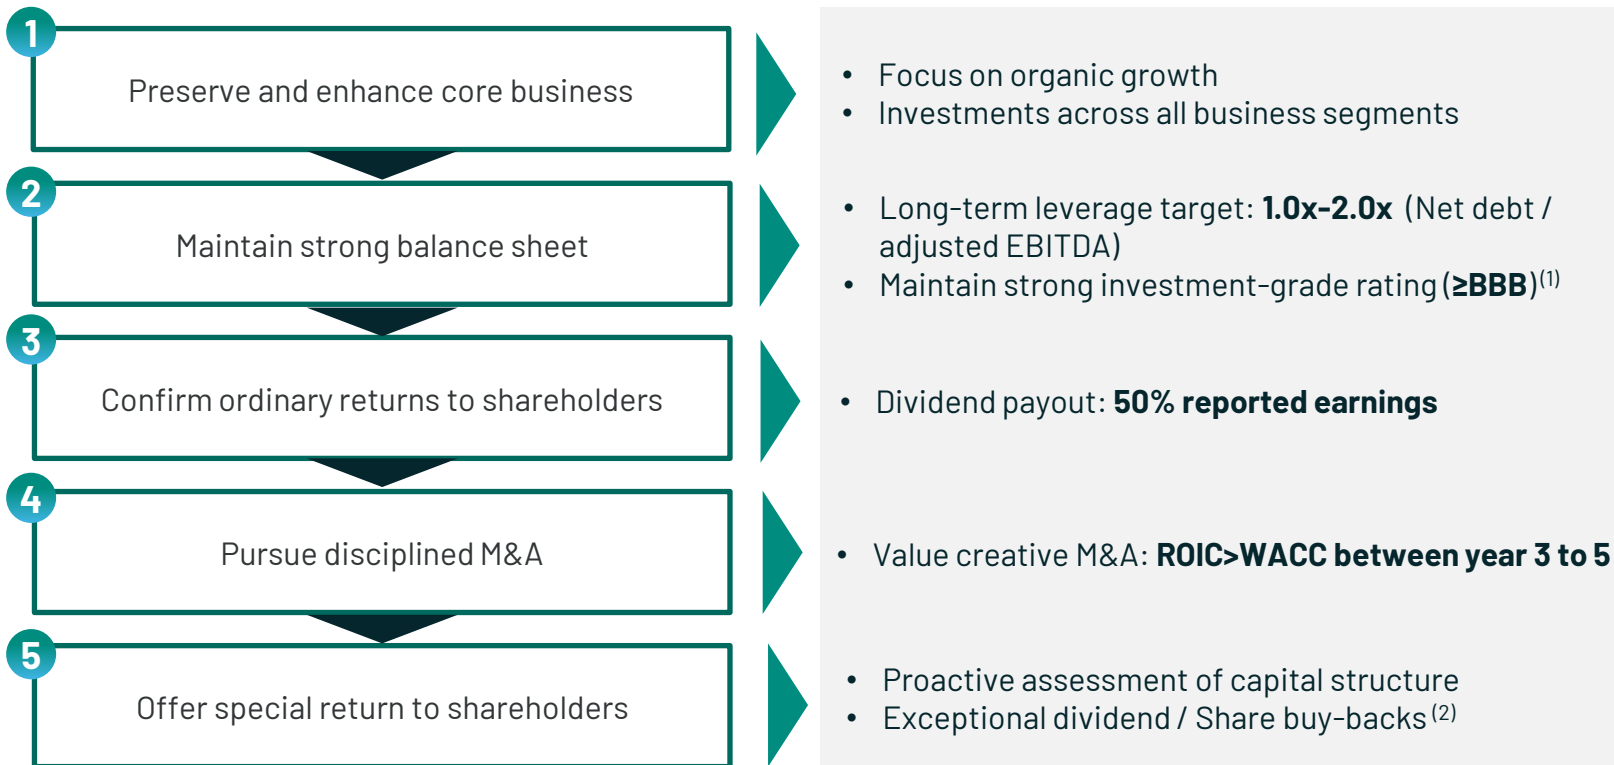 1
Preserve and enhance core business
• Focus on organic growth
• Investments across all business segments
2
Maintain strong balance sheet
• Long-term leverage target: 1.0x-2.0x (Net debt /
adjusted EBITDA)
• Maintain strong investment-grade rating (≥BBB)(1)
3
Confirm ordinary returns to shareholders
• Dividend payout: 50% reported earnings
4
Pursue disciplined M&A
• Value creative M&A: ROIC>WACC between year 3 to 5
5
Offer special return to shareholders
• Proactive assessment of capital structure
• Exceptional dividend / Share buy-backs (2)